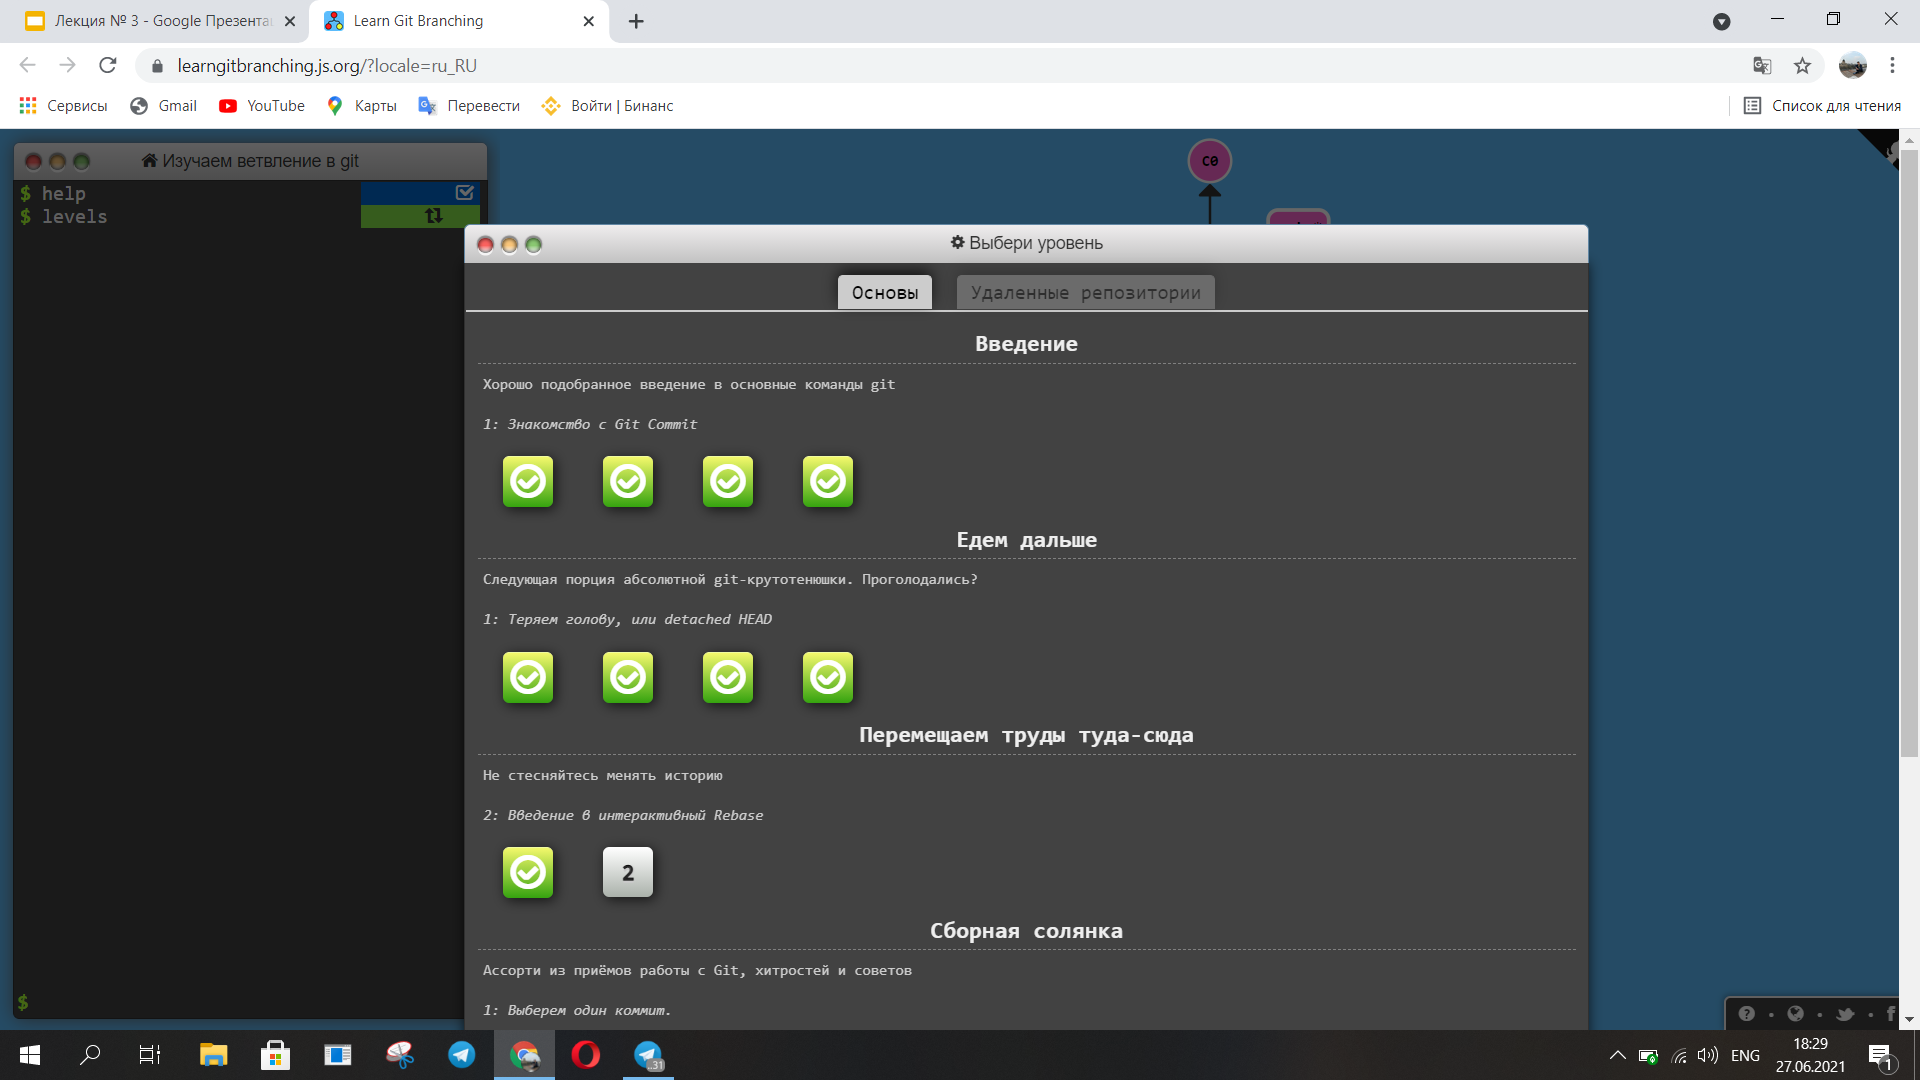 Лекция № 3 - Google Презента
Learn Git Branching
learngitbranching.js.org/?locale=ru_RU
Сервисы
Gmail
YouTube
Карты
Перевести
Войти | Бинанс
Список для чтения
Изучаем ветвление в git
$ help
$ levels
C0
Выбери уровень
Основы
Удаленные репозитории
Введение
Хорошо подобранное введение в основные команды git
1: Знакомство с Git Commit
Едем дальше
Следующая порция абсолютной git-крутотенюшки. Проголодались?
1: Теряем голову, или detached HEAD
Перемещаем труды туда-сюда
Не стесняйтесь менять историю
2: Введение в интерактивный Rebase
2
Сборная солянка
Ассорти из приёмов работы с Git, хитростей и советов
1: Выберем один коммит.
$
..31
ENG
18:29
27.06.2021
1